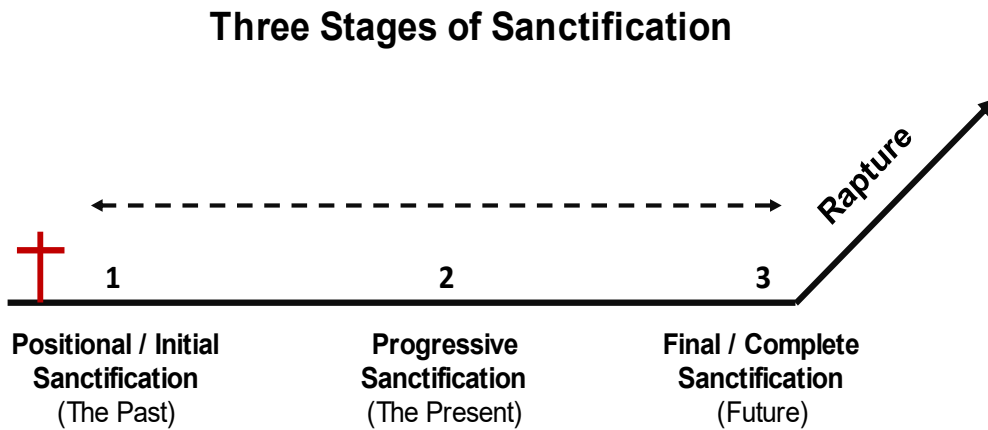 Three Stages of Sanctification
Rapture
1
2
3
Positional / Initial
Sanctification
(The Past)
Progressive
Sanctification
(The Present)
Final / Complete
Sanctification
(Future)